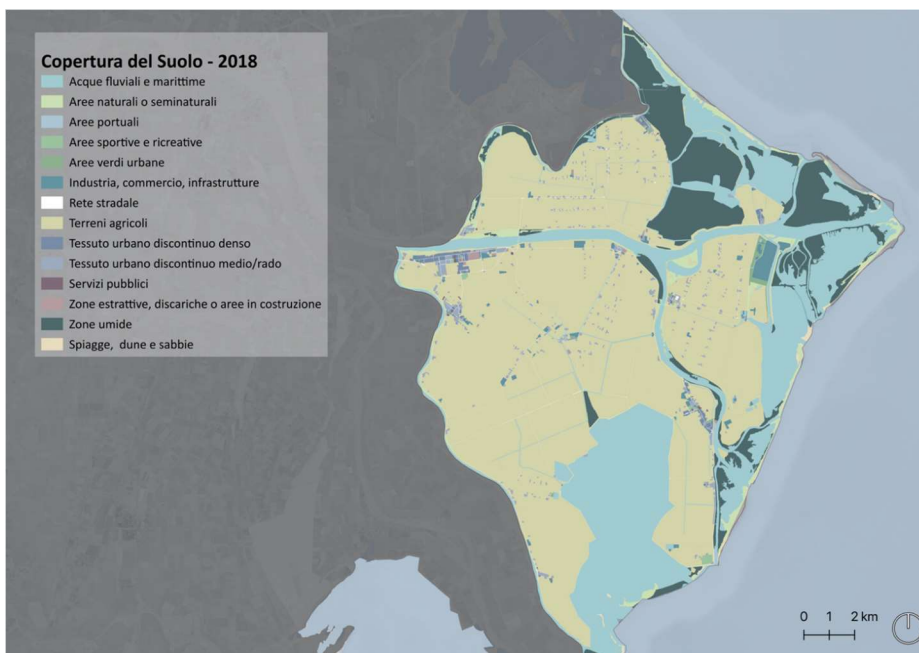 Copertura del Suolo - 2018
Acque fluviali e marittime
Aree naturali o seminaturali
Aree portuali
Aree sportive e ricreative
Aree verdi urbane
Industria, commercio, infrastrutture
Rete stradale
Terreni agricoli
Tessuto urbano discontinuo denso
Tessuto urbano discontinuo medio/rado
Servizi pubblici
Zone estrattive, discariche o aree in costruzione
Zone umide
Spiagge, dune e sabbie
0 1 2 km